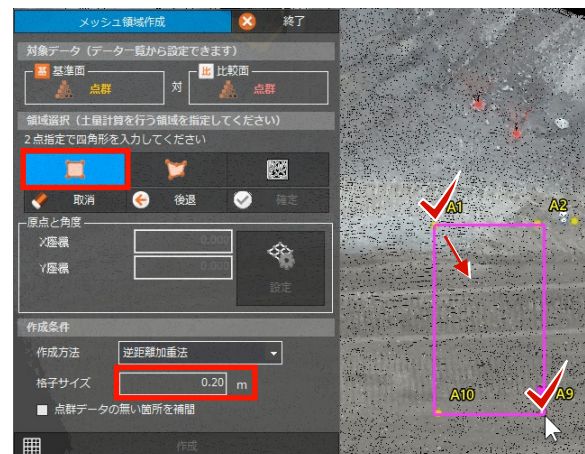 メッシュ領域作成
終了
対象データ（データ一覧から設定できます）
基 基準面
点群
対
比 比較面
点群
領域選択（土量計算を行う領域を指定してください）
2点指定で四角形を入力してください
取消
後退
確定
原点と角度
X座標
0.000
Y座標
0.000
設定
作成条件
作成方法
逆距離加重法
格子サイズ
0.20 m
点群データの無い箇所を補間
作成
A1
A2
A10
A9